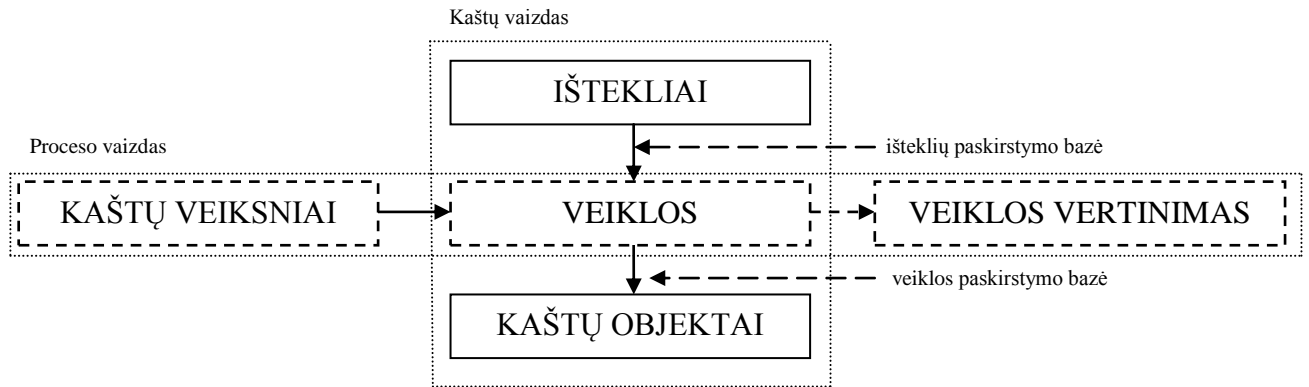 Kaštų vaizdas
IŠTEKLIAI
Proceso vaizdas
išteklių paskirstymo bazė
KAŠTŲ VEIKSNIAI
VEIKLOS
VEIKLOS VERTINIMAS
veiklos paskirstymo bazė
KAŠTŲ OBJEKTAI